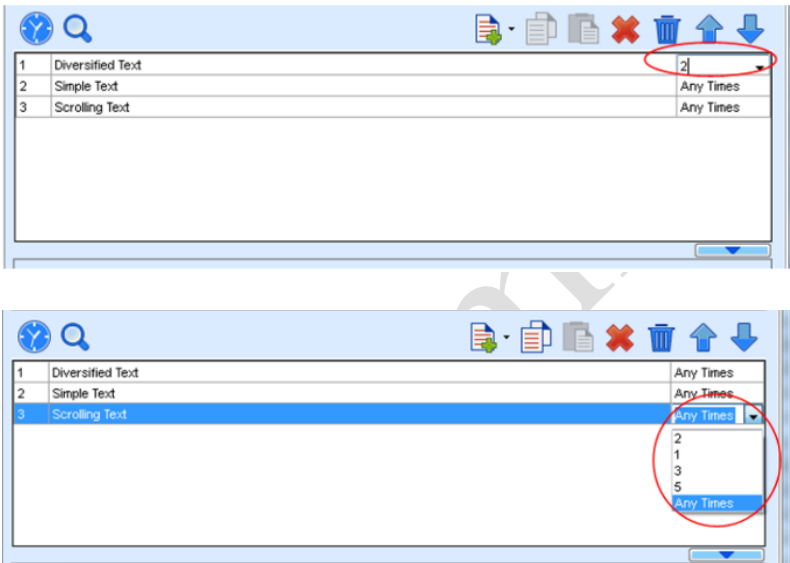 1 Diversified Text 2
2 Simple Text Any Times
3 Scrolling Text Any Times
1 Diversified Text Any Times
2 Simple Text Any Times
3 Scrolling Text Any Times
2
1
3
5
Any Times